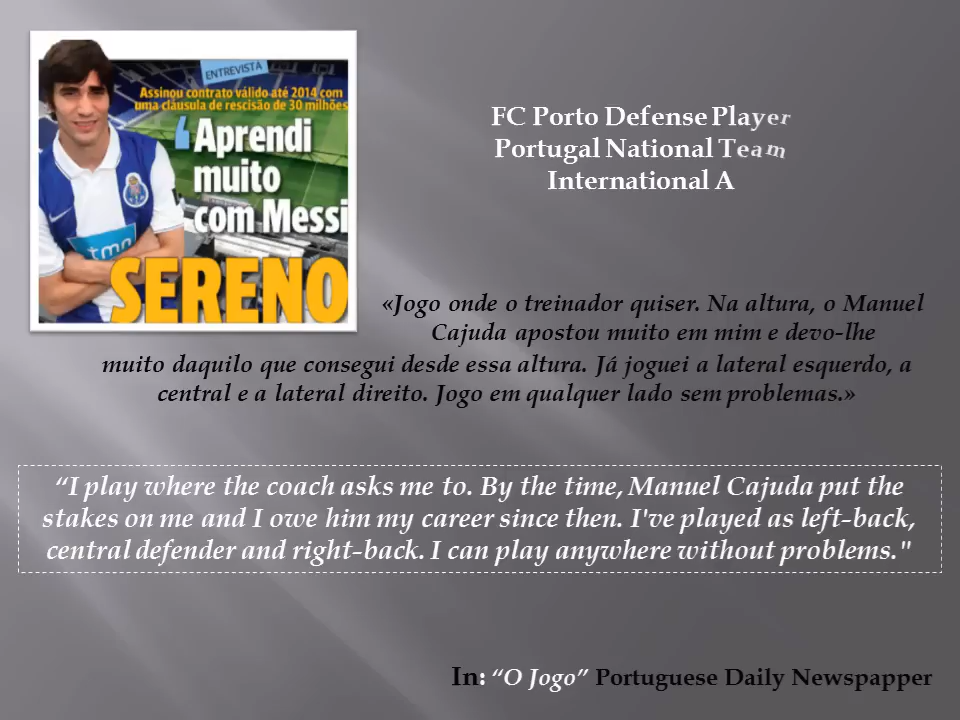 ENTREVISTA
Assinou contrato válido até 2014 com
uma cláusula de rescisão de 30 milhões
‘Aprendi
muito
com Messi
tmn
SERENO
FC Porto Defense Player
Portugal National Team
International A
«Jogo onde o treinador quiser. Na altura, o Manuel
Cajuda apostou muito em mim e devo-lhe
muito daquilo que consegui desde essa altura. Já joguei a lateral esquerdo, a
central e a lateral direito. Jogo em qualquer lado sem problemas.»
“I play where the coach asks me to. By the time, Manuel Cajuda put the
stakes on me and I owe him my career since then. I've played as left-back,
central defender and right-back. I can play anywhere without problems."
In: “O Jogo” Portuguese Daily Newspapper